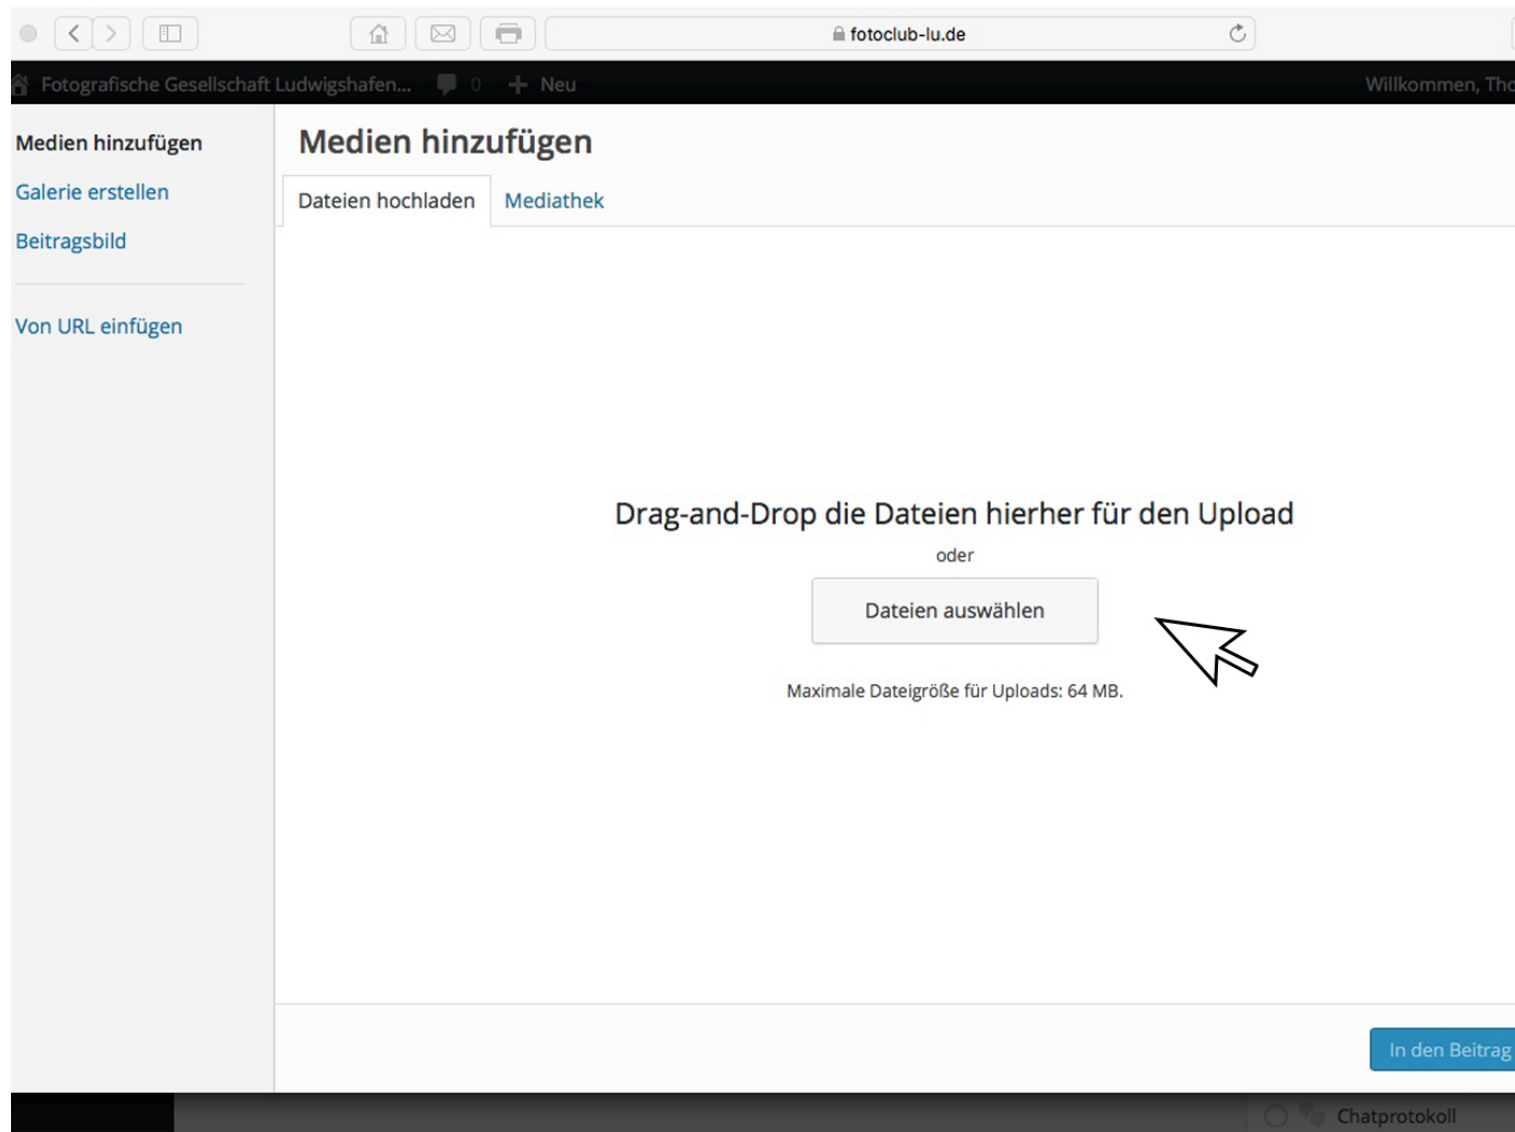 fotoclub-lu.de
Fotografische Gesellschaft Ludwigshafen... 0 Neu
Willkommen, Tho
Medien hinzufügen
Galerie erstellen
Beitragsbild
Von URL einfügen
Medien hinzufügen
Dateien hochladen Mediathek
Drag-and-Drop die Dateien hierher für den Upload
oder
Dateien auswählen
Maximale Dateigröße für Uploads: 64 MB.
In den Beitrag
Chatprotokoll